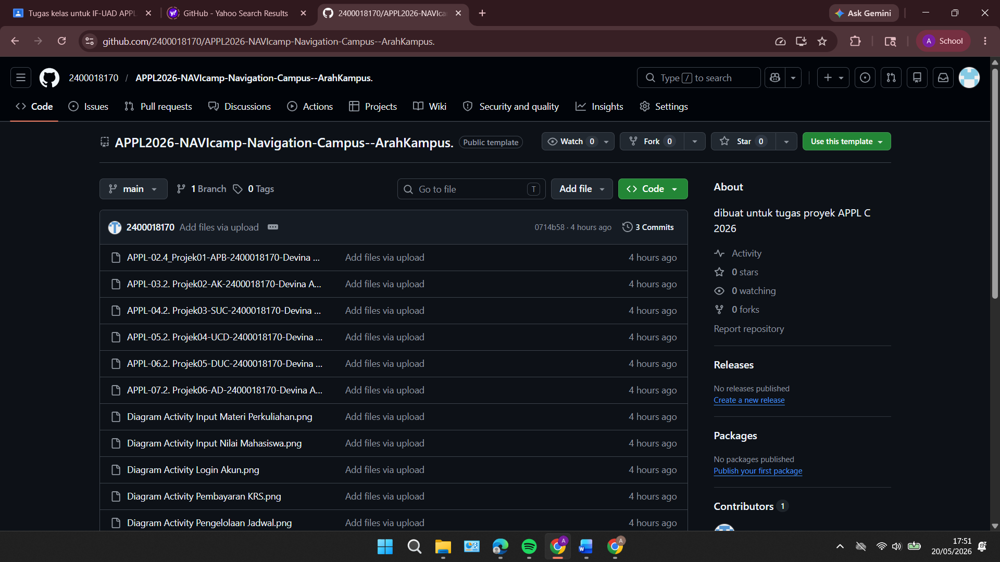 Tugas kelas untuk IF-UAD APPL
GitHub - Yahoo Search Results
2400018170/APPL2026-NAVIca
Ask Gemini
github.com/2400018170/APPL2026-NAVIcamp-Navigation-Campus--ArahKampus.
A School
2400018170 / APPL2026-NAVIcamp-Navigation-Campus--ArahKampus.
Type / to search
Code
Issues
Pull requests
Discussions
Actions
Projects
Wiki
Security and quality
Insights
Settings
APPL2026-NAVIcamp-Navigation-Campus--ArahKampus.
Public template
Watch 0
Fork 0
Star 0
Use this template
main
1 Branch
0 Tags
Go to file
T
Add file
Code
2400018170 Add files via upload
0714b58 · 4 hours ago
3 Commits
APPL-02.4_Projek01-APB-2400018170-Devina ... Add files via upload 4 hours ago
APPL-03.2. Projek02-AK-2400018170-Devina A... Add files via upload 4 hours ago
APPL-04.2. Projek03-SUC-2400018170-Devina ... Add files via upload 4 hours ago
APPL-05.2. Projek04-UCD-2400018170-Devina ... Add files via upload 4 hours ago
APPL-06.2. Projek05-DUC-2400018170-Devina ... Add files via upload 4 hours ago
APPL-07.2. Projek06-AD-2400018170-Devina A... Add files via upload 4 hours ago
Diagram Activity Input Materi Perkuliahan.png Add files via upload 4 hours ago
Diagram Activity Input Nilai Mahasiswa.png Add files via upload 4 hours ago
Diagram Activity Login Akun.png Add files via upload 4 hours ago
Diagram Activity Pembayaran KRS.png Add files via upload 4 hours ago
Diagram Activity Pengelolaan Jadwal.png Add files via upload 4 hours ago
About
dibuat untuk tugas proyek APPL C
2026
Activity
0 stars
0 watching
0 forks
Report repository
Releases
No releases published
Create a new release
Packages
No packages published
Publish your first package
Contributors 1
17:51
20/05/2026